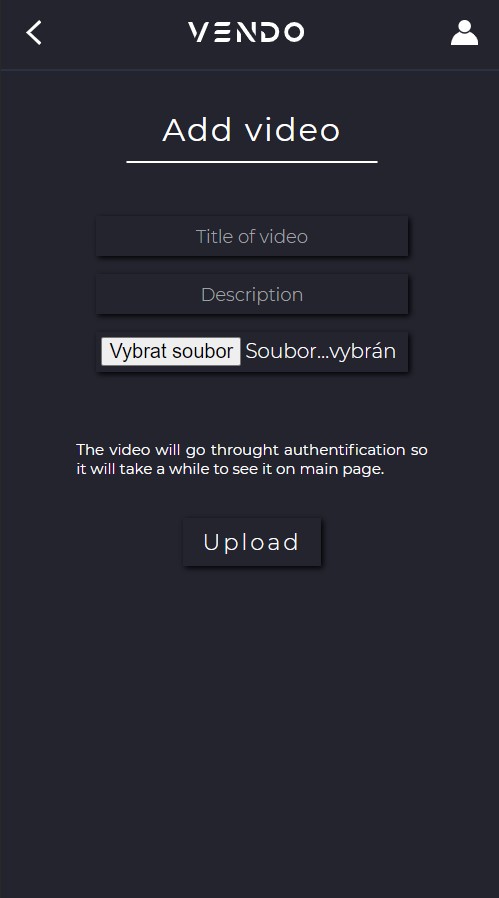 VENDO
Add video
Title of video
Description
Vybrat soubor Soubor...vybrán
The video will go throught authentification so
it will take a while to see it on main page.
Upload